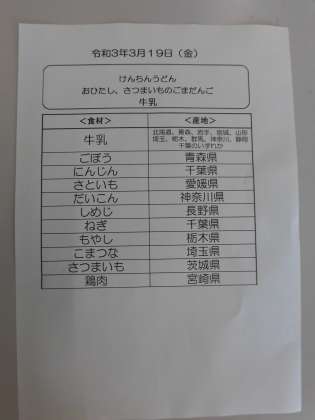 令和3年3月19日（金）
けんちんうどん
おひたし、さつまいものごまだんご
牛乳
＜食材＞ ＜産地＞
牛乳 北海道、青森、岩手、宮城、山形
埼玉、栃木、群馬、神奈川、静岡
千葉のいずれか
ごぼう 青森県
にんじん 千葉県
さといも 愛媛県
だいこん 神奈川県
しめじ 長野県
ねぎ 千葉県
もやし 栃木県
こまつな 埼玉県
さつまいも 茨城県
鶏肉 宮崎県